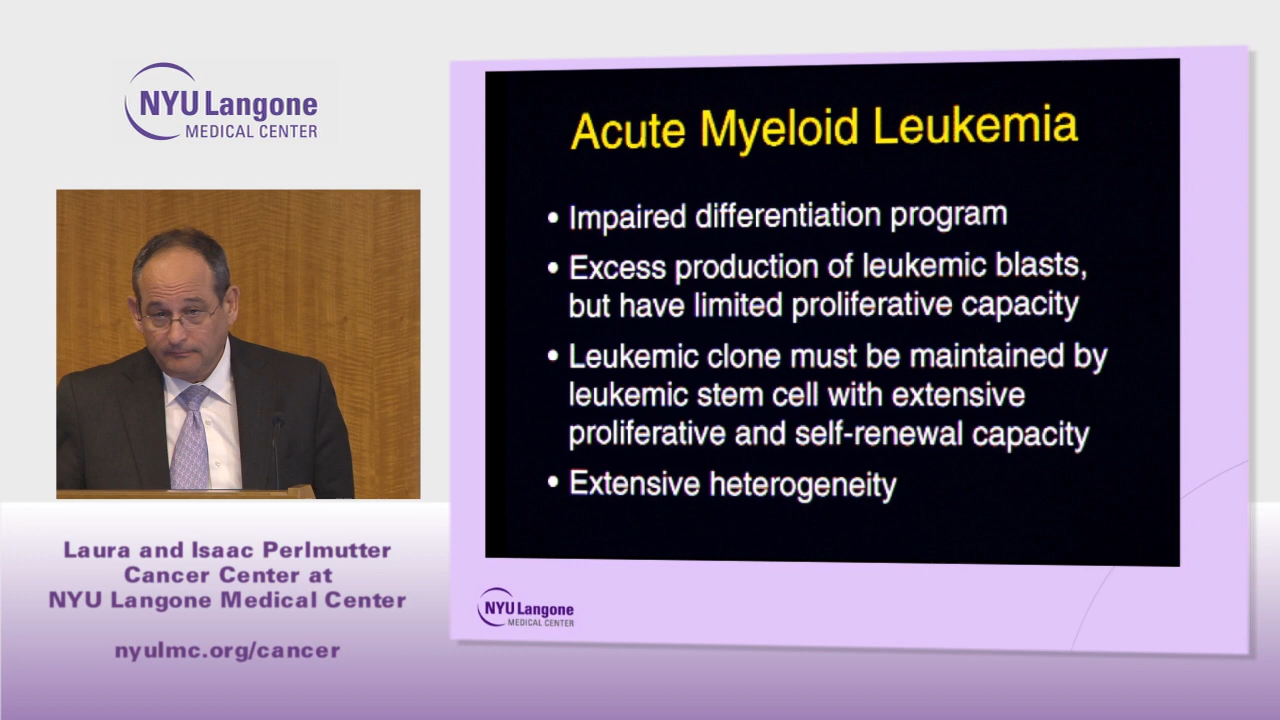 NYU Langone
MEDICAL CENTER
Laura and Isaac Perlmutter
Cancer Center at
NYU Langone Medical Center
nyulmc.org/cancer
Acute Myeloid Leukemia
• Impaired differentiation program
• Excess production of leukemic blasts,
but have limited proliferative capacity
• Leukemic clone must be maintained by
leukemic stem cell with extensive
proliferative and self-renewal capacity
• Extensive heterogeneity
NYU Langone
MEDICAL CENTER